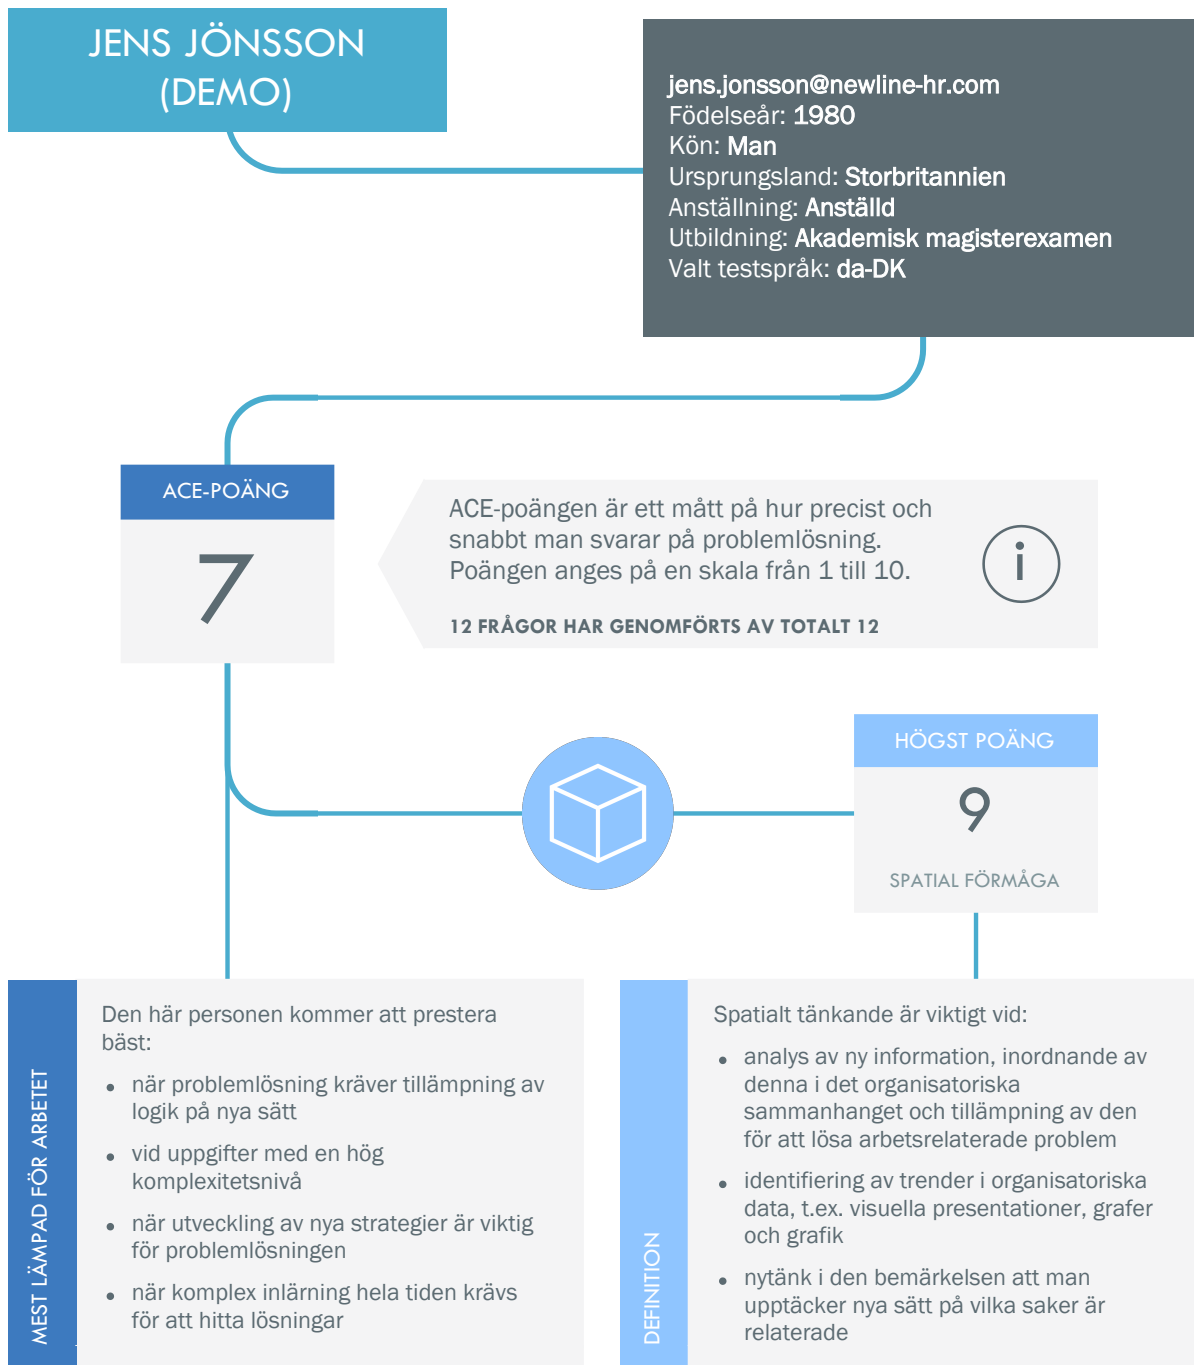 JENS JÖNSSON
(DEMO)
jens.jonsson@newline-hr.com
Födelseår: 1980
Kön: Man
Ursprungsland: Storbritannien
Anställning: Anställd
Utbildning: Akademisk magisterexamen
Valt testspråk: da-DK
ACE-POÄNG
7
ACE-poängen är ett mått på hur precist och
snabbt man svarar på problemlösning.
Poängen anges på en skala från 1 till 10.
12 FRÅGOR HAR GENOMFÖRTS AV TOTALT 12
i
HÖGST POÄNG
9
SPATIAL FÖRMÅGA
MEST LÄMPAD FÖR ARBETET
Den här personen kommer att prestera
bäst:
• när problemlösning kräver tillämpning av
logik på nya sätt
• vid uppgifter med en hög
komplexitetsnivå
• när utveckling av nya strategier är viktig
för problemlösningen
• när komplex inlärning hela tiden krävs
för att hitta lösningar
DEFINITION
Spatialt tänkande är viktigt vid:
• analys av ny information, inordnande av
denna i det organisatoriska
sammanhanget och tillämpning av den
för att lösa arbetsrelaterade problem
• identifiering av trender i organisatoriska
data, t.ex. visuella presentationer, grafer
och grafik
• nytänk i den bemärkelsen att man
upptäcker nya sätt på vilka saker är
relaterade